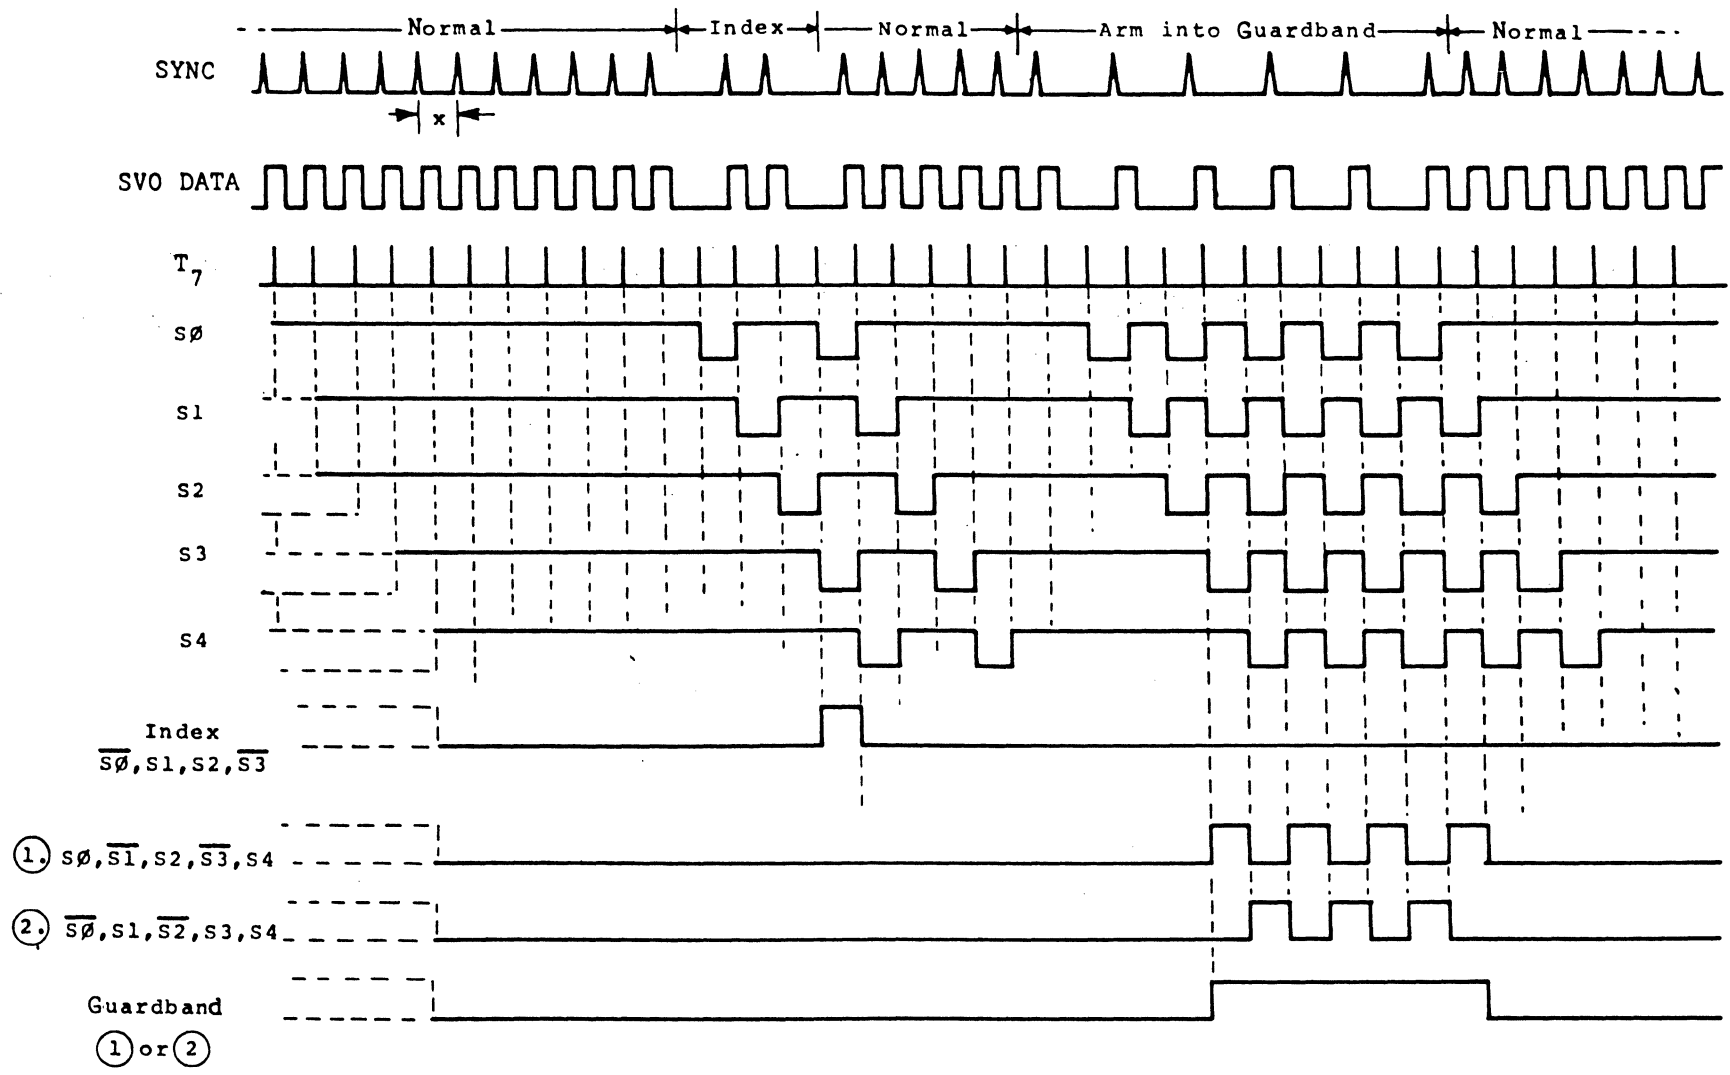 Normal Index Normal Arm into Guardband Normal
SYNC
x
SVO DATA
T7
SØ
S1
S2
S3
S4
Index
S̅Ø̅,S1,S2,S̅3̅
1. SØ,S̅1̅,S2,S̅3̅,S4
2. S̅Ø̅,S1,S̅2̅,S3,S4
Guardband
1 or 2